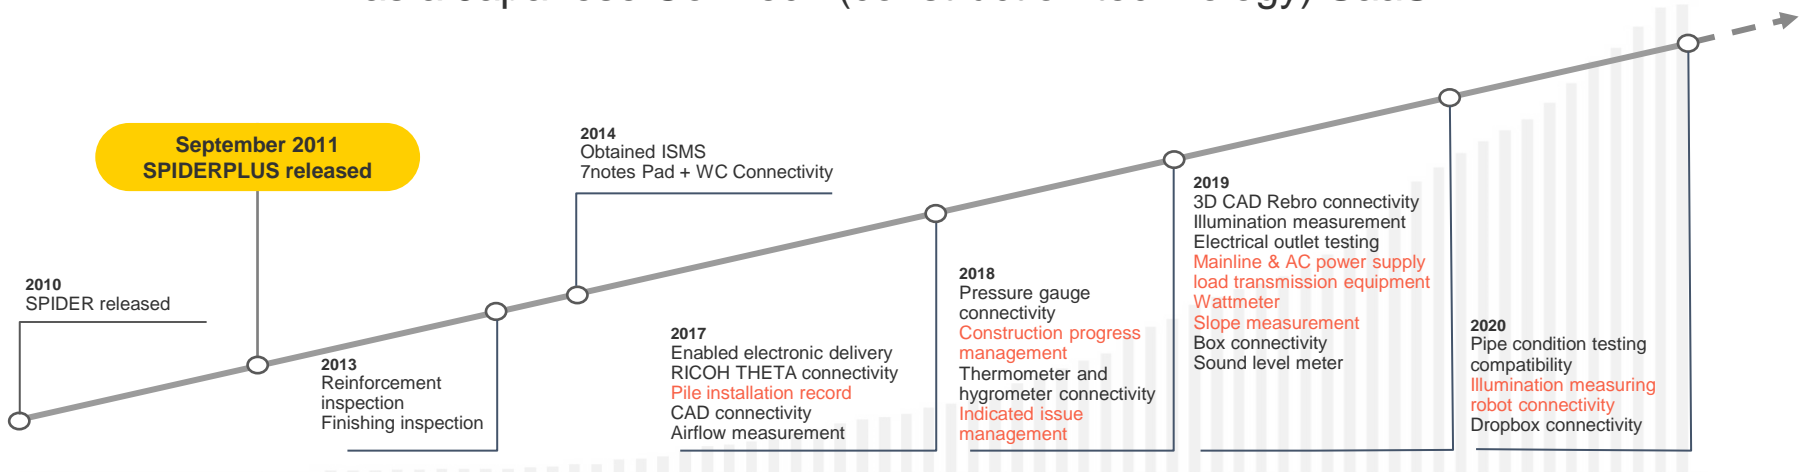 2010
SPIDER released
September 2011
SPIDERPLUS released
2013
Reinforcement
inspection
Finishing inspection
2014
Obtained ISMS
7notes Pad + WC Connectivity
2017
Enabled electronic delivery
RICOH THETA connectivity
Pile installation record
CAD connectivity
Airflow measurement
2018
Pressure gauge
connectivity
Construction progress
management
Thermometer and
hygrometer connectivity
Indicated issue
management
2019
3D CAD Rebro connectivity
Illumination measurement
Electrical outlet testing
Mainline & AC power supply
load transmission equipment
Wattmeter
Slope measurement
Box connectivity
Sound level meter
2020
Pipe condition testing
compatibility
Illumination measuring
robot connectivity
Dropbox connectivity